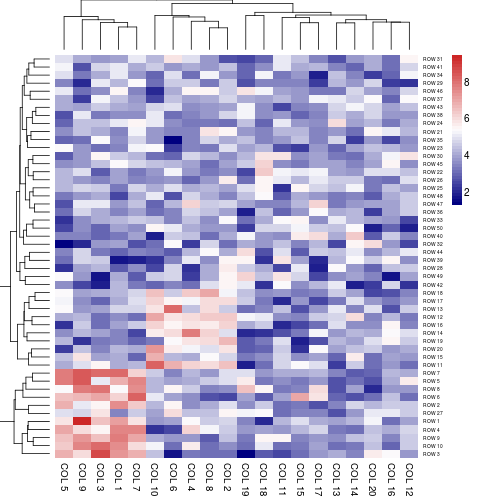 ROW 31
ROW 41
ROW 34
ROW 29
ROW 46
ROW 37
ROW 43
ROW 38
ROW 24
ROW 21
ROW 35
ROW 23
ROW 30
ROW 45
ROW 22
ROW 26
ROW 25
ROW 48
ROW 47
ROW 36
ROW 33
ROW 50
ROW 40
ROW 32
ROW 44
ROW 39
ROW 28
ROW 49
ROW 42
ROW 18
ROW 17
ROW 13
ROW 12
ROW 16
ROW 14
ROW 19
ROW 20
ROW 15
ROW 11
ROW 7
ROW 5
ROW 8
ROW 6
ROW 2
ROW 27
ROW 1
ROW 4
ROW 9
ROW 10
ROW 3
8
6
4
2
COL 5
COL 9
COL 3
COL 1
COL 7
COL 10
COL 6
COL 4
COL 8
COL 2
COL 19
COL 18
COL 11
COL 15
COL 17
COL 13
COL 14
COL 20
COL 16
COL 12